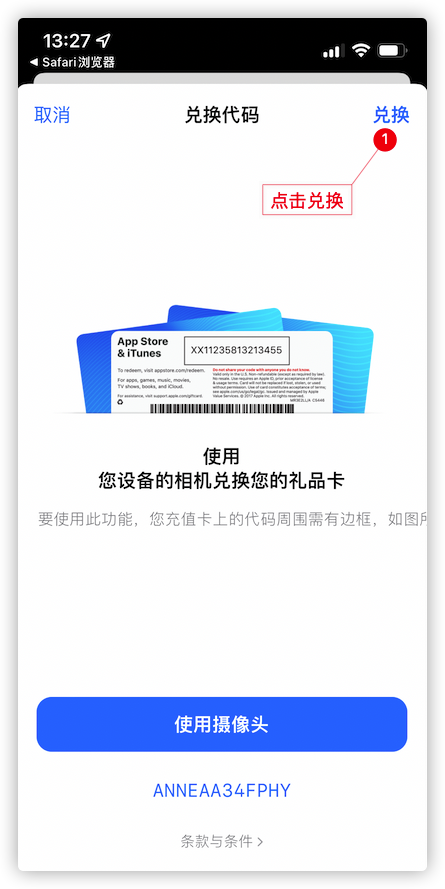 13:27
◀ Safari浏览器
取消
兑换代码
兑换
1
点击兑换
App Store
& iTunes
XX11235813213455
To redeem, visit apple.com/redeem.
For apps, games, music, movies,
TV shows, books, and iCloud.
For assistance, visit support.apple.com/giftcard.
Do not share your code with anyone you do not know.
使用
您设备的相机兑换您的礼品卡
要使用此功能，您充值卡上的代码周围需有边框，如图所
使用摄像头
ANNEAA34FPHY
条款与条件 >